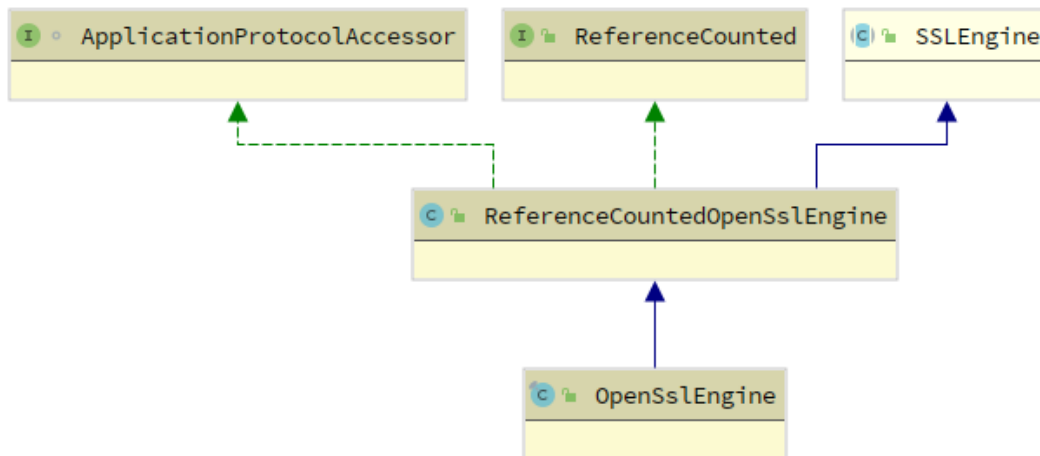 I ApplicationProtocolAccessor
I ReferenceCounted
C SSLEngine
C ReferenceCountedOpenSslEngine
C OpenSslEngine